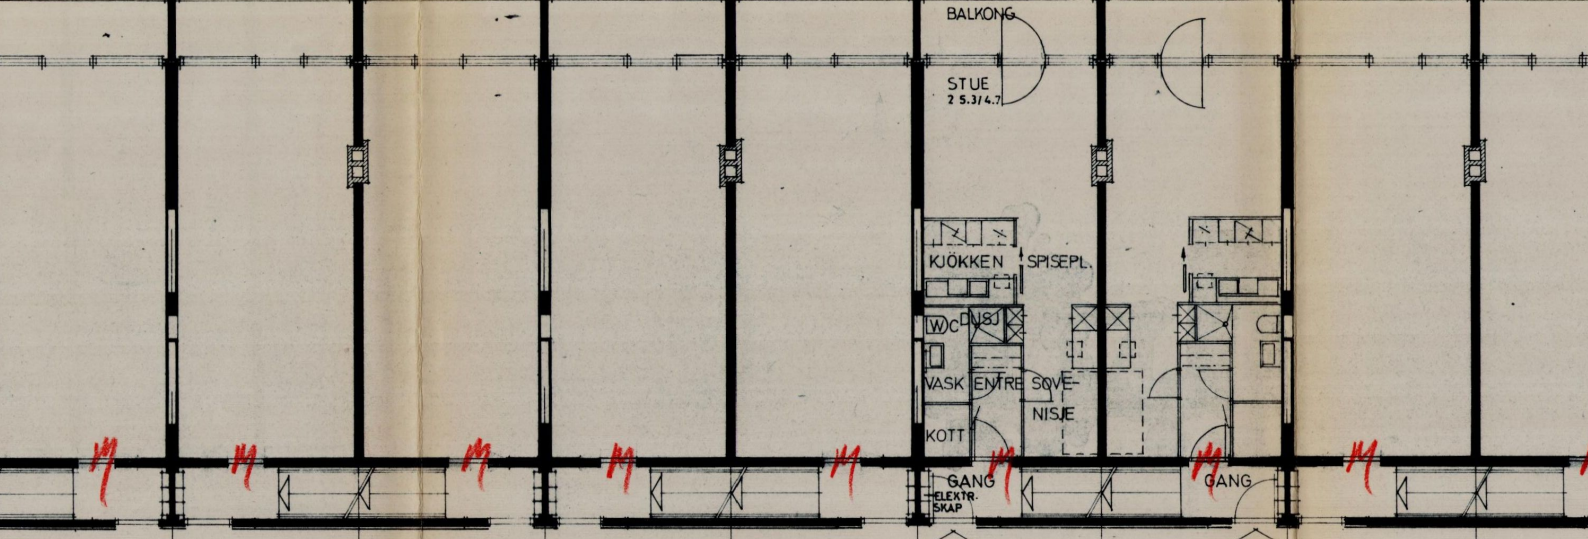 BALKONG
STUE
2 5.3/4.7
KJÖKKEN SPISEPL.
WC DUSJ
VASK ENTRE SOVE-
NISJE
KOTT
M M M M M M M M
GANG GANG
ELEKTR.
SKAP